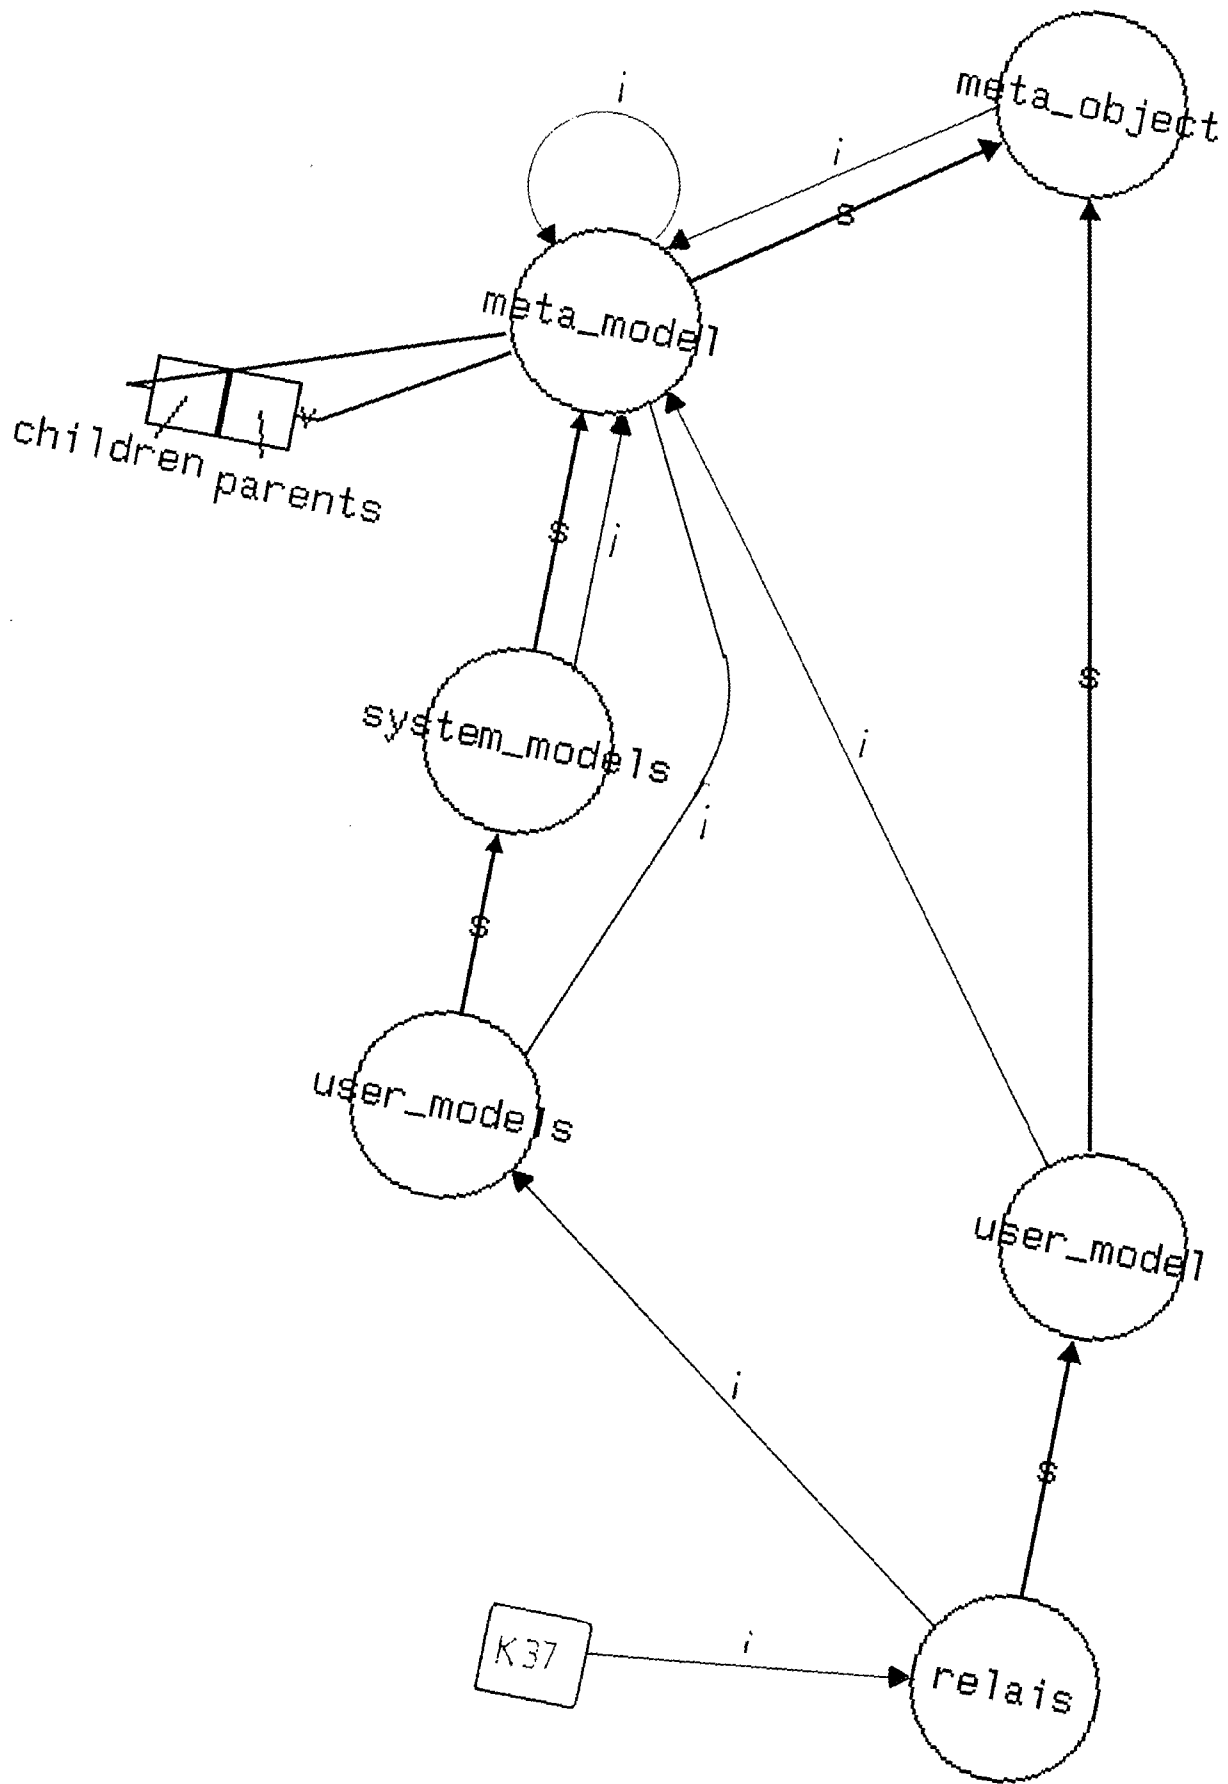 meta_object
i
i
s
meta_model
children
parents
s
i
s
system_models
i
i
s
user_models
user_model
i
s
K37
i
relais